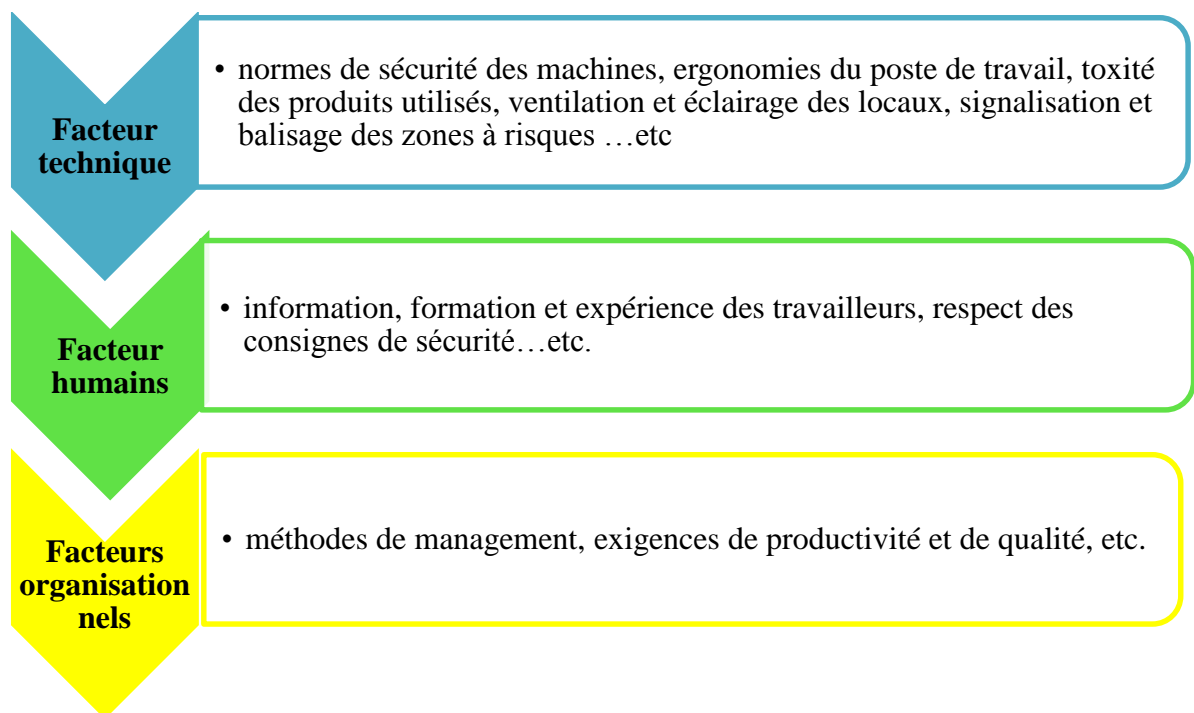 Facteur
technique
• normes de sécurité des machines, ergonomies du poste de travail, toxité
des produits utilisés, ventilation et éclairage des locaux, signalisation et
balisage des zones à risques …etc
Facteur
humains
• information, formation et expérience des travailleurs, respect des
consignes de sécurité…etc.
Facteurs
organisation
nels
• méthodes de management, exigences de productivité et de qualité, etc.